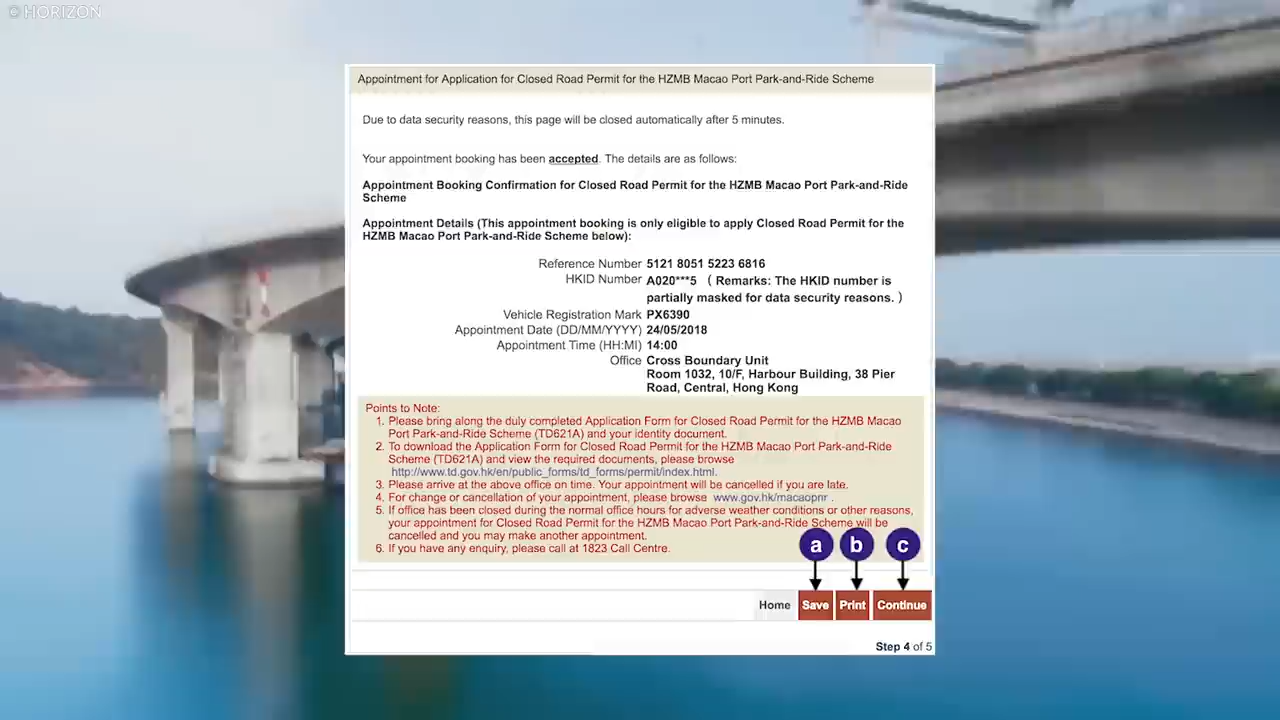 © HORIZON
Appointment for Application for Closed Road Permit for the HZMB Macao Port Park-and-Ride Scheme
Due to data security reasons, this page will be closed automatically after 5 minutes.
Your appointment booking has been accepted. The details are as follows:
Appointment Booking Confirmation for Closed Road Permit for the HZMB Macao Port Park-and-Ride
Scheme
Appointment Details (This appointment booking is only eligible to apply Closed Road Permit for the
HZMB Macao Port Park-and-Ride Scheme below):
Reference Number 5121 8051 5223 6816
HKID Number A020***5 ( Remarks: The HKID number is
partially masked for data security reasons. )
Vehicle Registration Mark PX6390
Appointment Date (DD/MM/YYYY) 24/05/2018
Appointment Time (HH:MI) 14:00
Office Cross Boundary Unit
Room 1032, 10/F, Harbour Building, 38 Pier
Road, Central, Hong Kong
Points to Note:
1. Please bring along the duly completed Application Form for Closed Road Permit for the HZMB Macao
Port Park-and-Ride Scheme (TD621A) and your identity document.
2. To download the Application Form for Closed Road Permit for the HZMB Macao Port Park-and-Ride
Scheme (TD621A) and view the required documents, please browse
http://www.td.gov.hk/en/public_forms/td_forms/permit/index.html.
3. Please arrive at the above office on time. Your appointment will be cancelled if you are late.
4. For change or cancellation of your appointment, please browse www.gov.hk/macaopnr .
5. If office has been closed during the normal office hours for adverse weather conditions or other reasons,
your appointment for Closed Road Permit for the HZMB Macao Port Park-and-Ride Scheme will be
cancelled and you may make another appointment.
6. If you have any enquiry, please call at 1823 Call Centre.
a b c
Home Save Print Continue
Step 4 of 5